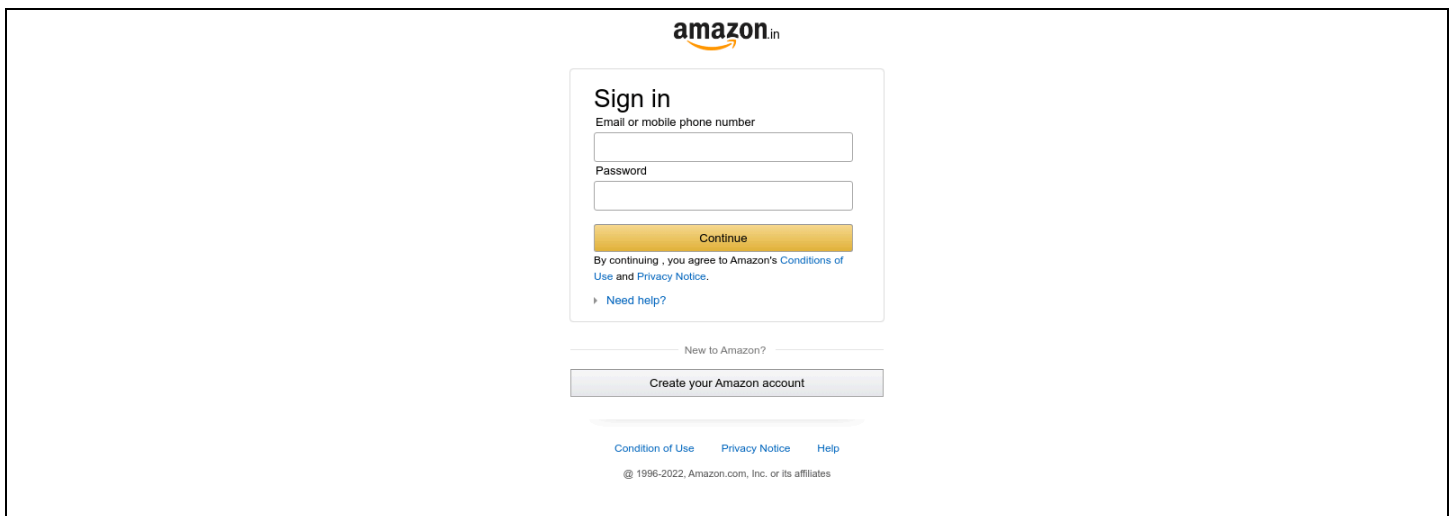 amazon.in
Sign in
Email or mobile phone number
Password
Continue
By continuing , you agree to Amazon's Conditions of
Use and Privacy Notice.
Need help?
New to Amazon?
Create your Amazon account
Condition of Use Privacy Notice Help
@ 1996-2022, Amazon.com, Inc. or its affiliates